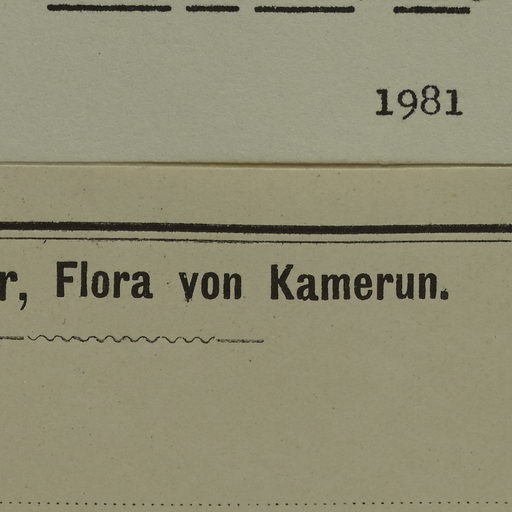 1981
r, Flora von Kamerun.